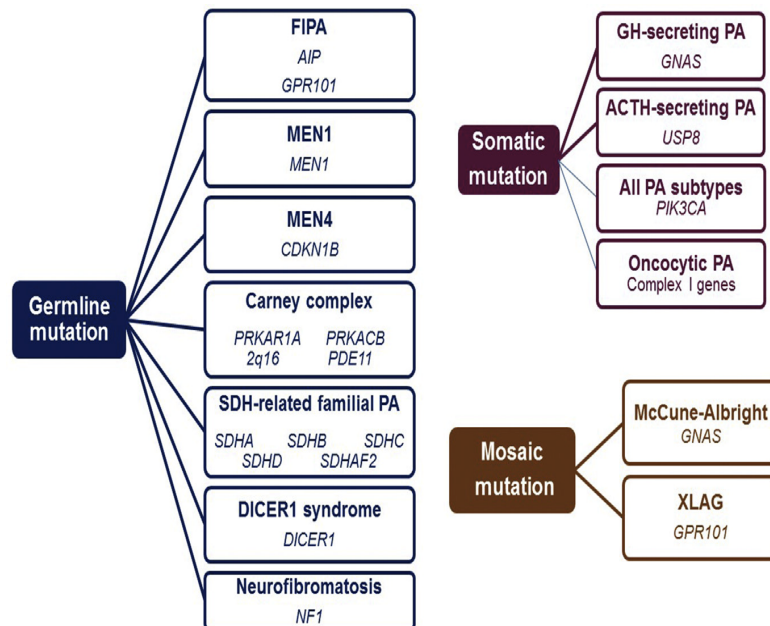 Germline
mutation
FIPA
AIP
GPR101
MEN1
MEN1
MEN4
CDKN1B
Carney complex
PRKAR1A PRKACB
2q16 PDE11
SDH-related familial PA
SDHA SDHB SDHC
SDHD SDHAF2
DICER1 syndrome
DICER1
Neurofibromatosis
NF1
Somatic
mutation
GH-secreting PA
GNAS
ACTH-secreting PA
USP8
All PA subtypes
PIK3CA
Oncocytic PA
Complex I genes
Mosaic
mutation
McCune-Albright
GNAS
XLAG
GPR101